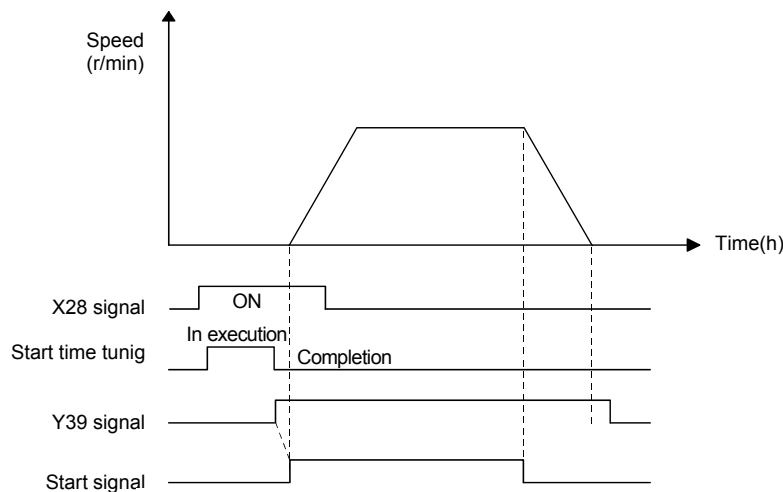 Speed
(r/min)
Time(h)
X28 signal
ON
In execution
Start time tunig
Completion
Y39 signal
Start signal